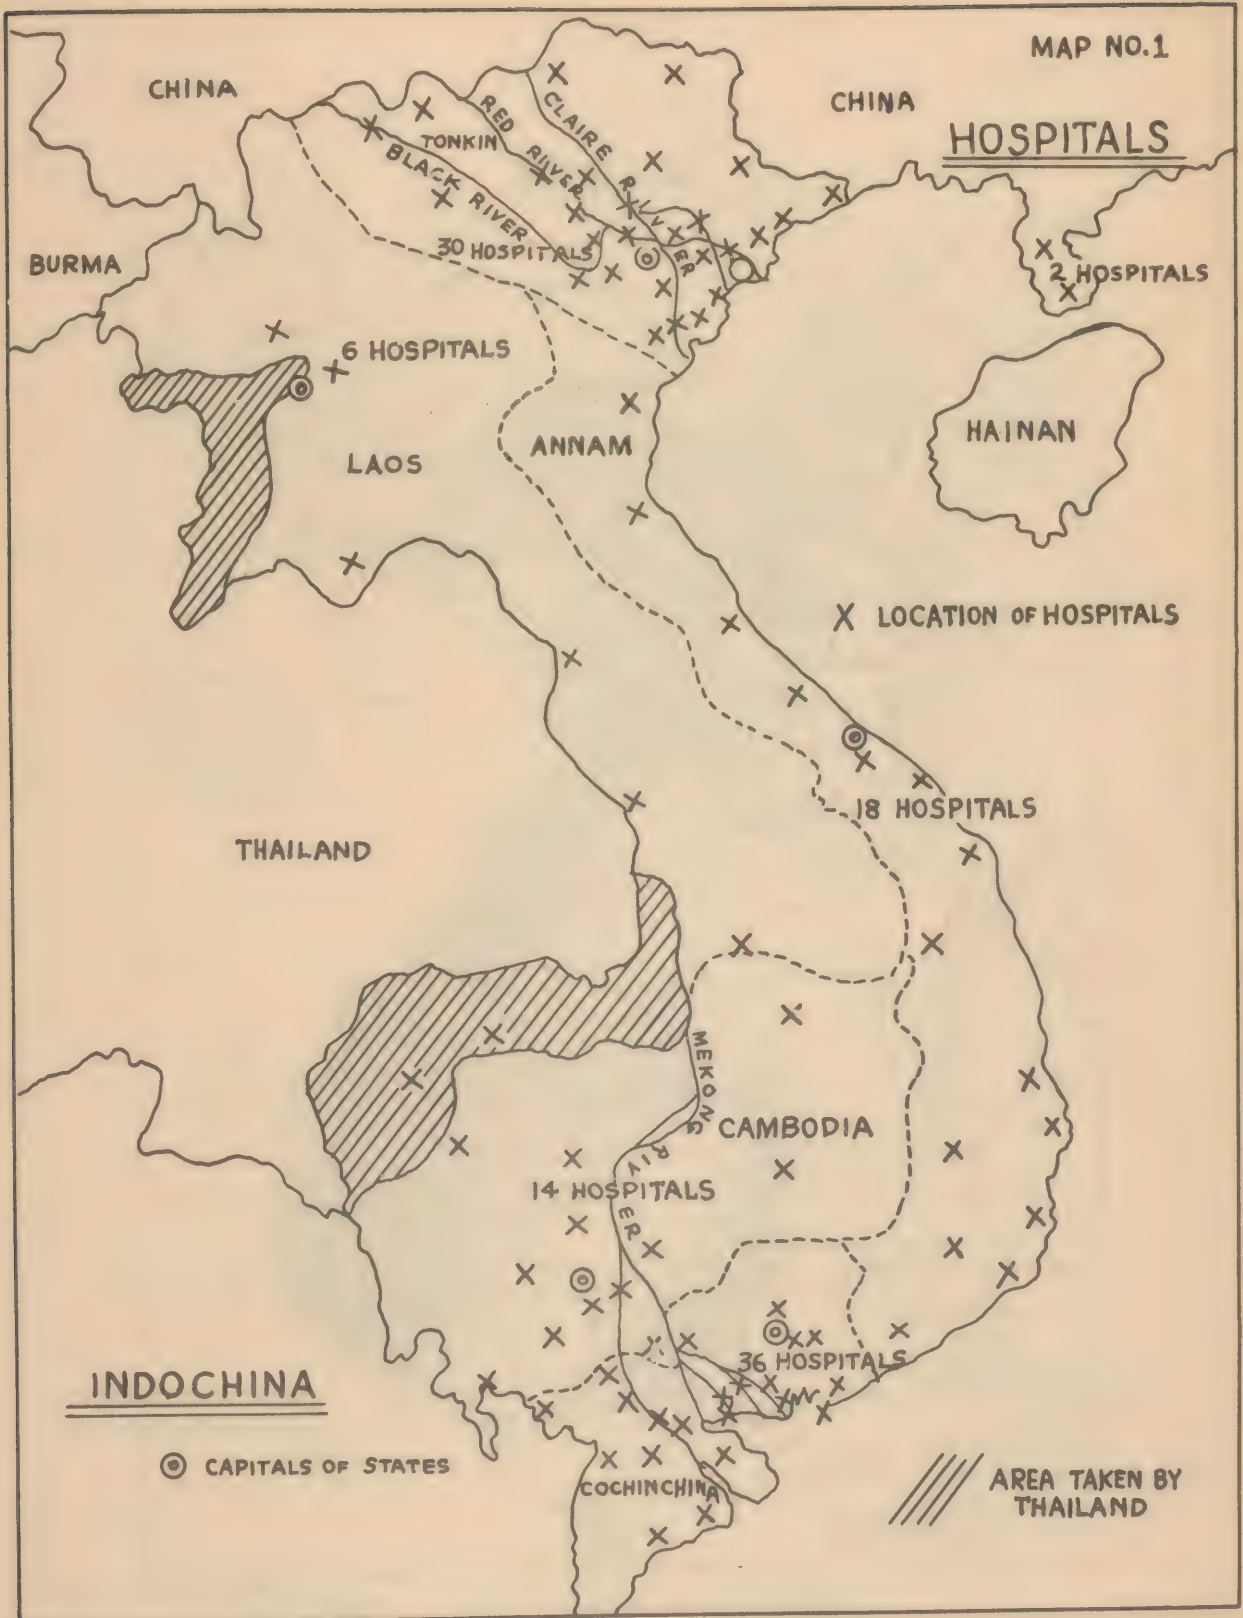 MAP NO.1
HOSPITALS
CHINA
CHINA
TONKIN
RED RIVER
CLAIRE RIVER
BLACK RIVER
30 HOSPITALS
BURMA
2 HOSPITALS
6 HOSPITALS
HAINAN
ANNAM
LAOS
X LOCATION OF HOSPITALS
18 HOSPITALS
THAILAND
MEKONG RIVER
CAMBODIA
14 HOSPITALS
36 HOSPITALS
INDOCHINA
CAPITALS OF STATES
COCHINCHINA
AREA TAKEN BY
THAILAND